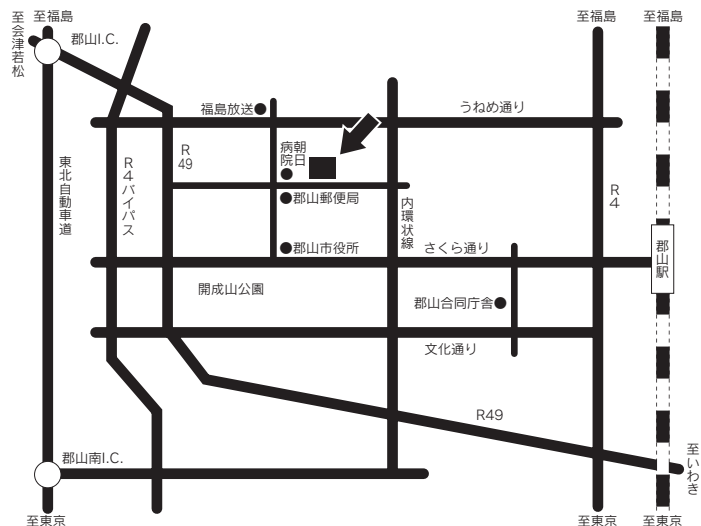 至会津若松
至福島
至福島
至福島
郡山I.C.
福島放送
うねめ通り
朝日病院
R49
東北自動車道
R4バイパス
郡山郵便局
R4
内環状線
郡山市役所
さくら通り
郡山駅
開成山公園
郡山合同庁舎
文化通り
R49
郡山南I.C.
至いわき
至東京
至東京
至東京